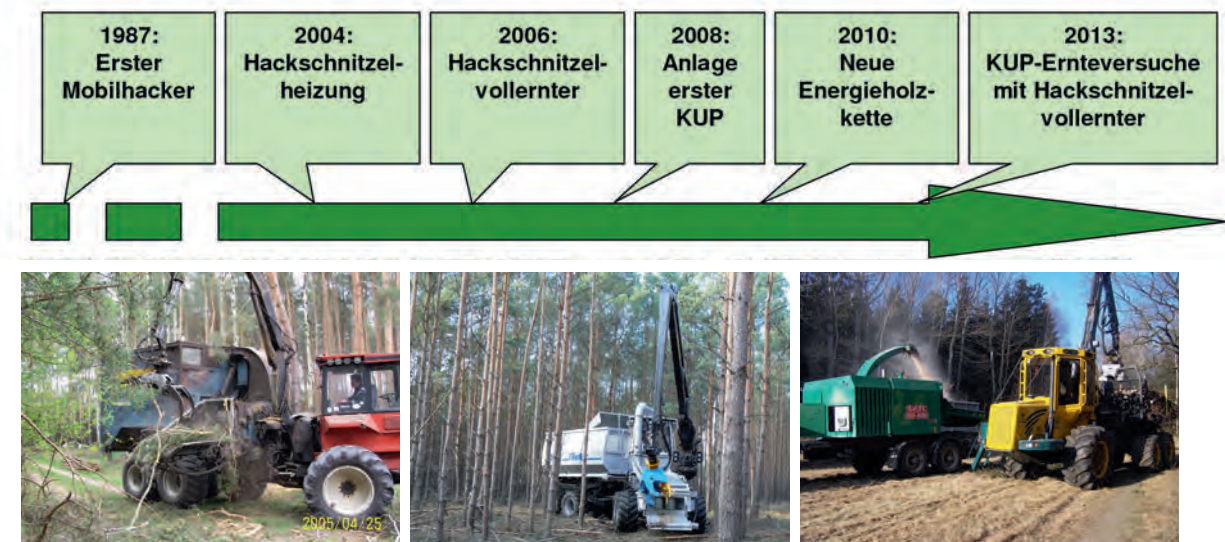 1987:
Erster
Mobilhacker
2004:
Hackschnitzel-
heizung
2006:
Hackschnitzel-
vollernter
2008:
Anlage
erster
KUP
2010:
Neue
Energieholz-
kette
2013:
KUP-Ernteversuche
mit Hackschnitzel-
vollernter
2005/04/25